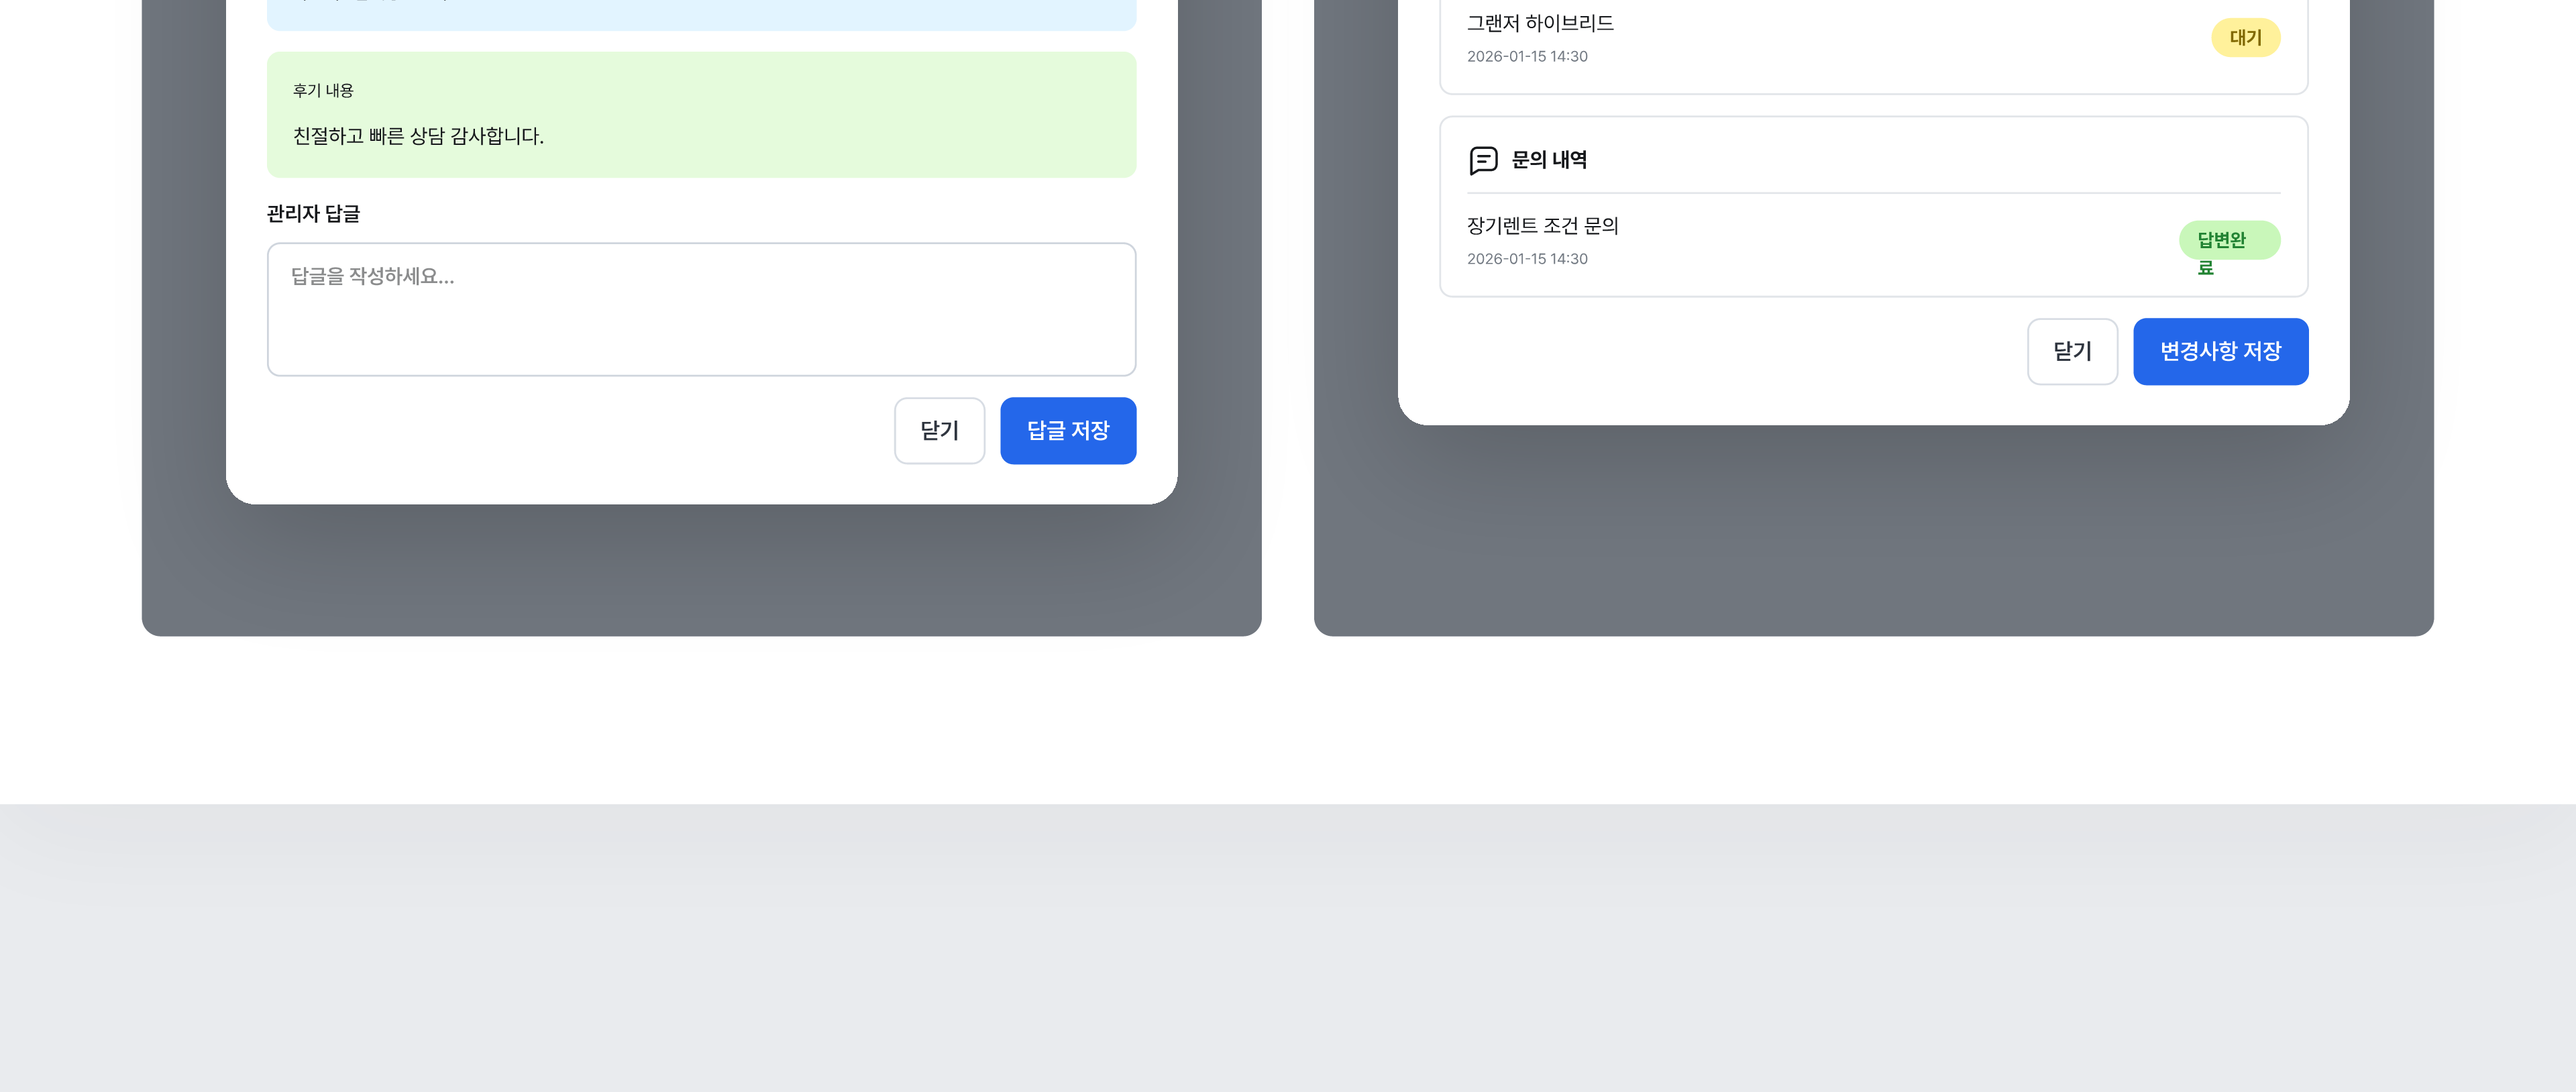 후기 내용
친절하고 빠른 상담 감사합니다.
관리자 답글
답글을 작성하세요...
닫기
답글 저장
그랜저 하이브리드
2026-01-15 14:30
대기
문의 내역
장기렌트 조건 문의
2026-01-15 14:30
답변완
료
닫기
변경사항 저장